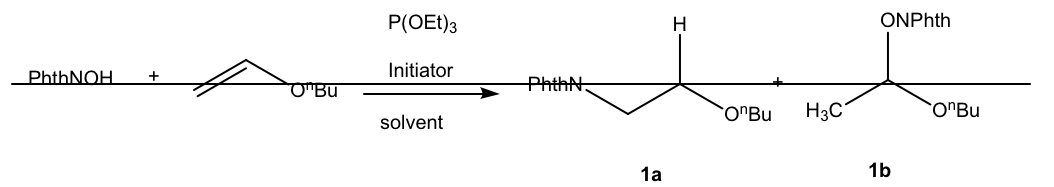 P(OEt)3
PhthNOH + OnBu
Initiator
solvent
PhthN H OnBu
+
ONPhth
H3C OnBu
1a
1b